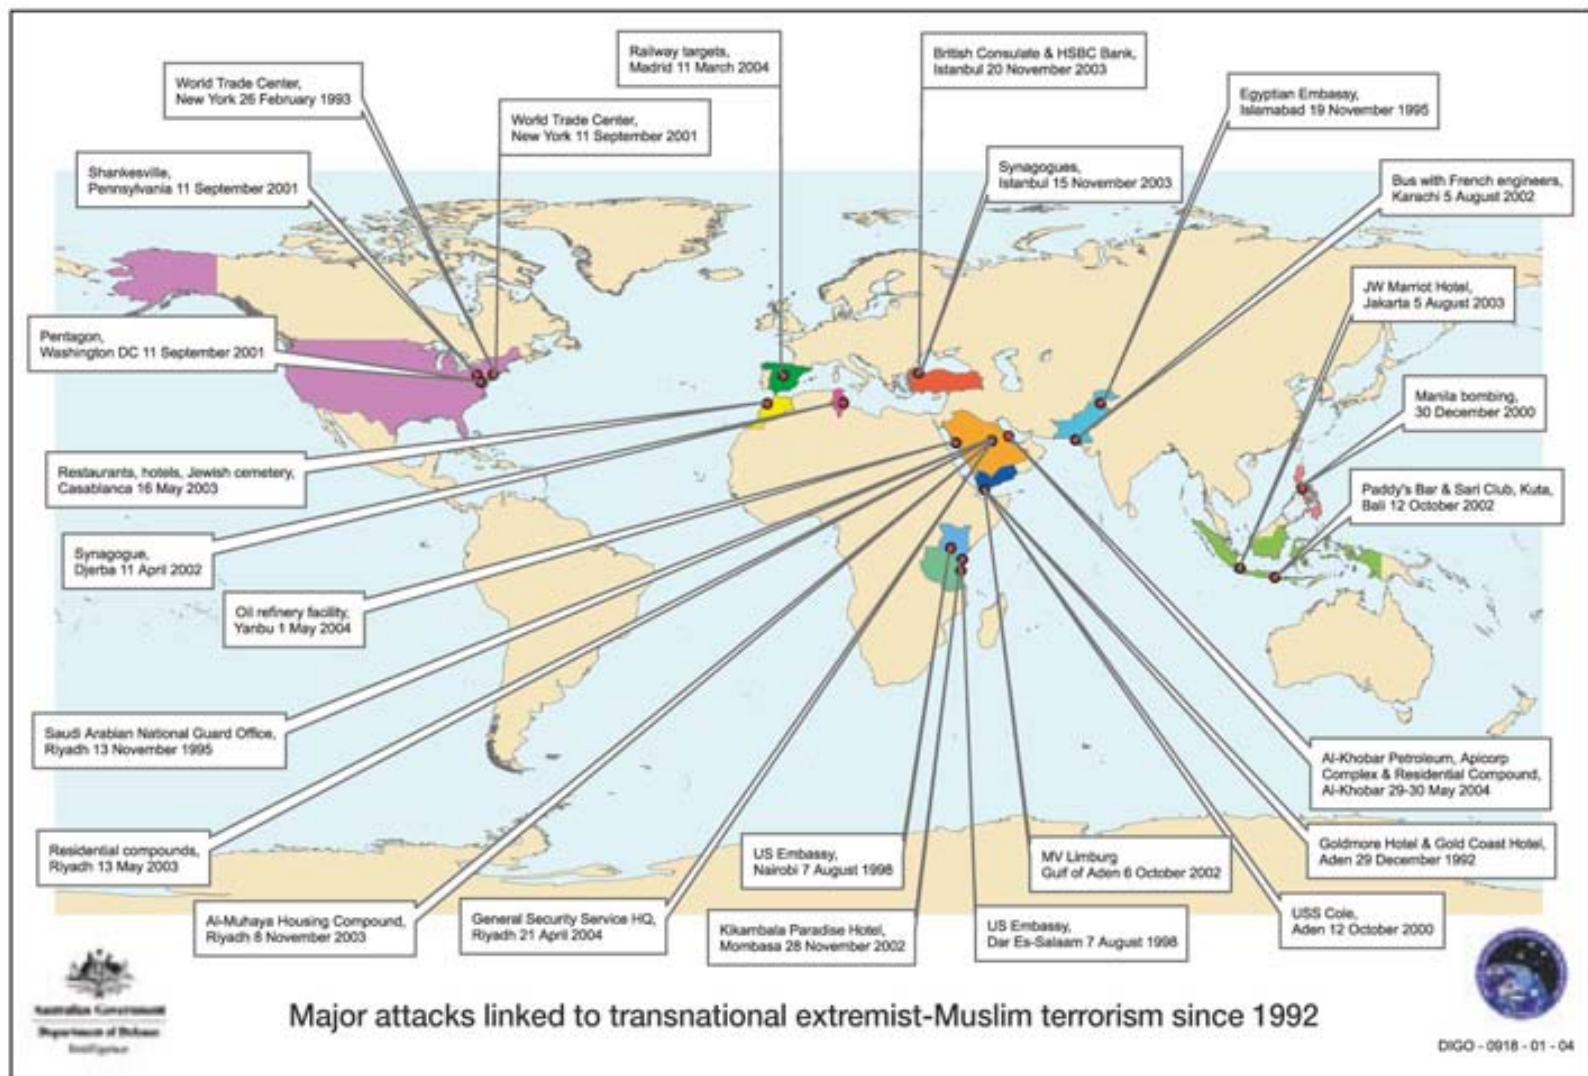 Railway targets,
Madrid 11 March 2004
British Consulate & HSBC Bank,
Istanbul 20 November 2003
World Trade Center,
New York 26 February 1993
Egyptian Embassy,
Islamabad 19 November 1995
World Trade Center,
New York 11 September 2001
Shankesville,
Pennsylvania 11 September 2001
Synagogues,
Istanbul 15 November 2003
Bus with French engineers,
Karachi 5 August 2002
JW Marriot Hotel,
Jakarta 5 August 2003
Pentagon,
Washington DC 11 September 2001
Manila bombing,
30 December 2000
Restaurants, hotels, Jewish cemetery,
Casablanca 16 May 2003
Paddy's Bar & Sari Club, Kuta,
Bali 12 October 2002
Synagogue,
Djerba 11 April 2002
Oil refinery facility,
Yanbu 1 May 2004
Saudi Arabian National Guard Office,
Riyadh 13 November 1995
Al-Khobar Petroleum, Apicorp
Complex & Residential Compound,
Al-Khobar 29-30 May 2004
Residential compounds,
Riyadh 13 May 2003
US Embassy,
Nairobi 7 August 1998
MV Limburg
Gulf of Aden 6 October 2002
Goldmore Hotel & Gold Coast Hotel,
Aden 29 December 1992
Al-Muhaya Housing Compound,
Riyadh 8 November 2003
General Security Service HQ,
Riyadh 21 April 2004
Kikambala Paradise Hotel,
Mombasa 28 November 2002
US Embassy,
Dar Es-Salaam 7 August 1998
USS Cole,
Aden 12 October 2000
Australian Government
Department of Defence
Intelligence
Major attacks linked to transnational extremist-Muslim terrorism since 1992
DIGO - 0918 - 01 - 04